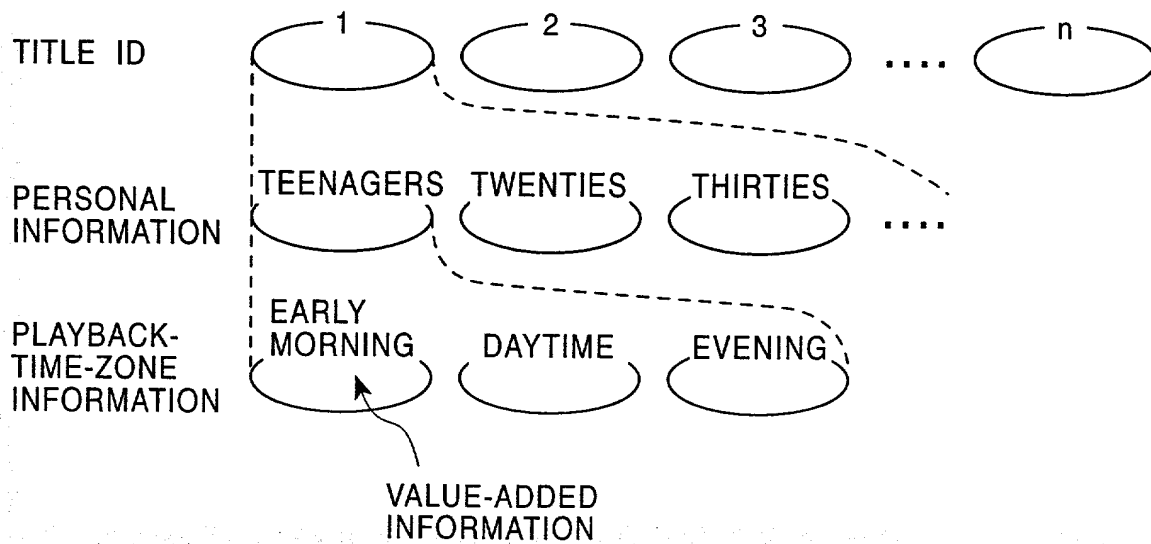 TITLE ID 1 2 3 .... n
TEENAGERS TWENTIES THIRTIES ....
PERSONAL
INFORMATION
EARLY
MORNING DAYTIME EVENING
PLAYBACK-
TIME-ZONE
INFORMATION
VALUE-ADDED
INFORMATION